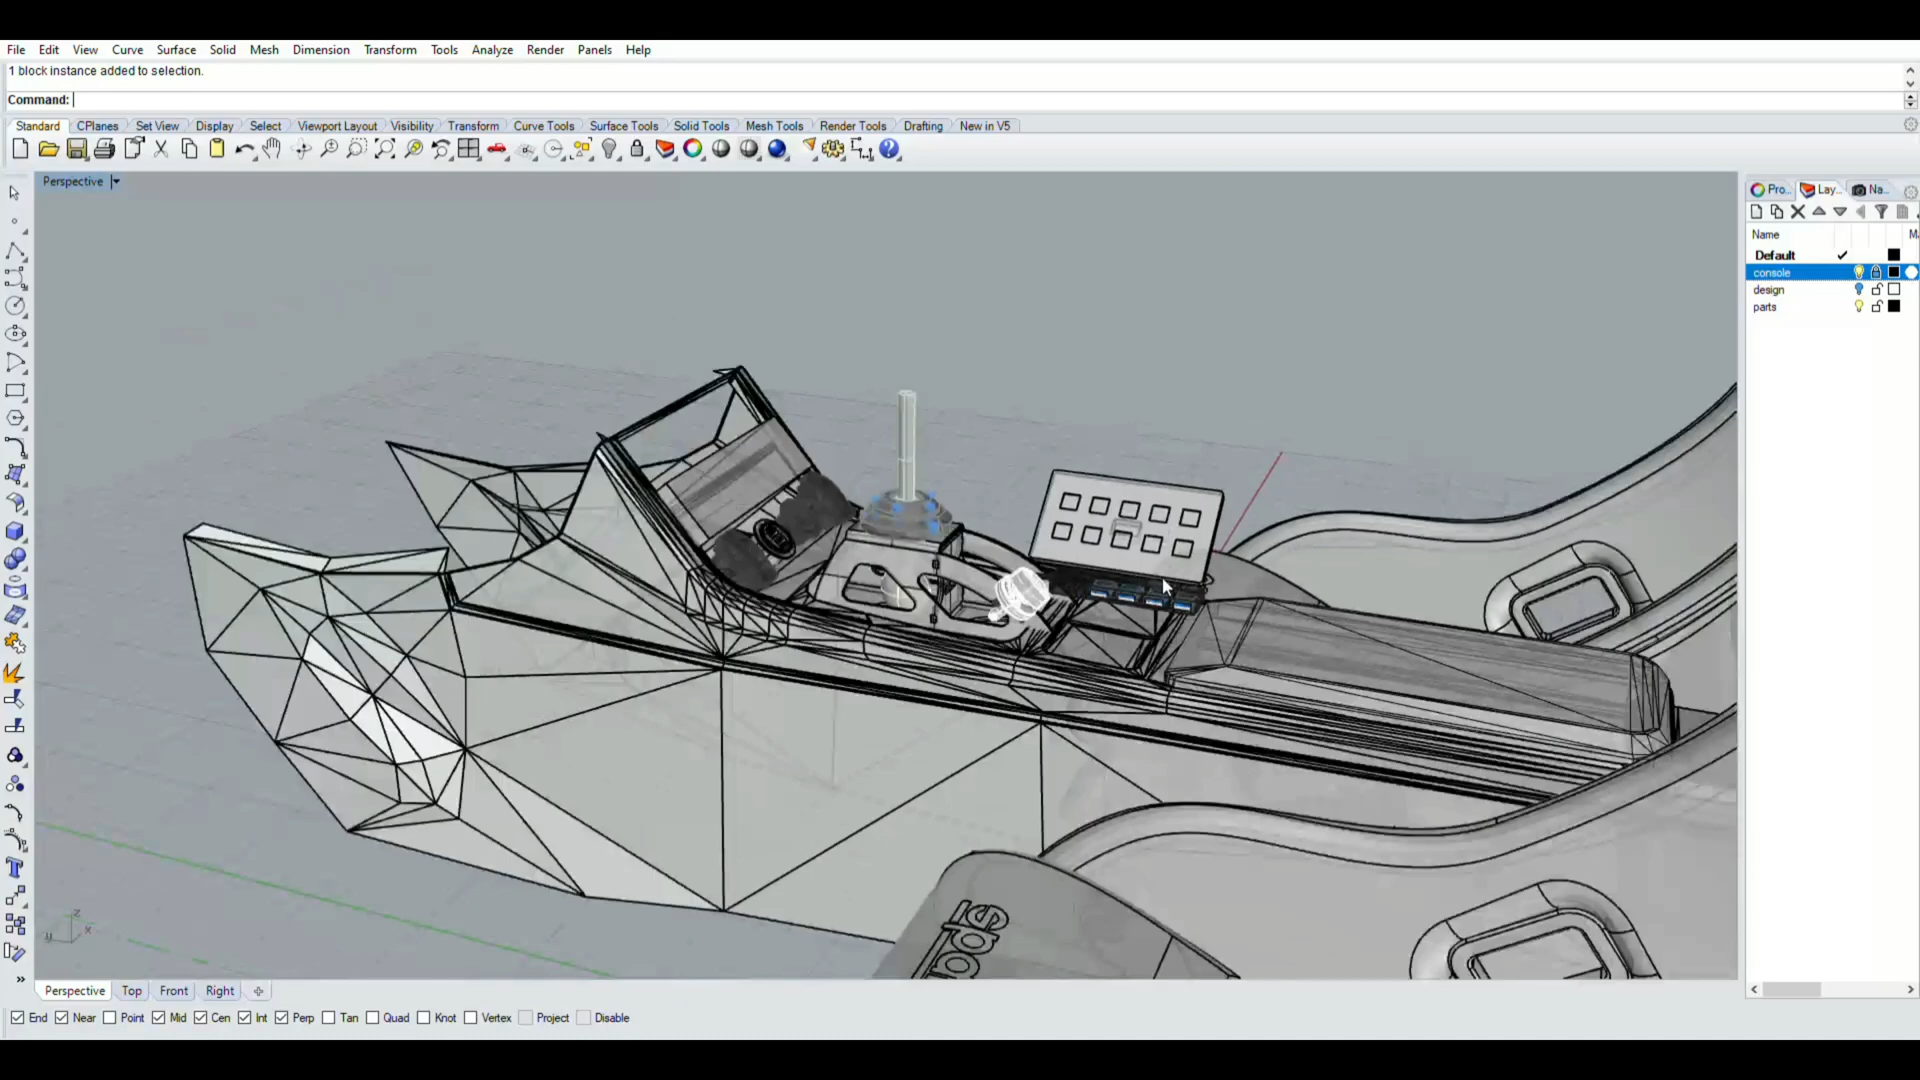 File Edit View Curve Surface Solid Mesh Dimension Transform Tools Analyze Render Panels Help
1 block instance added to selection.
Command:
Standard CPlanes Set View Display Select Viewport Layout Visibility Transform Curve Tools Surface Tools Solid Tools Mesh Tools Render Tools Drafting New in V5
Perspective
Pro... Lay... Na...
Name M
Default
console
design
parts
z
y x
Perspective Top Front Right
End Near Point Mid Cen Int Perp Tan Quad Knot Vertex Project Disable